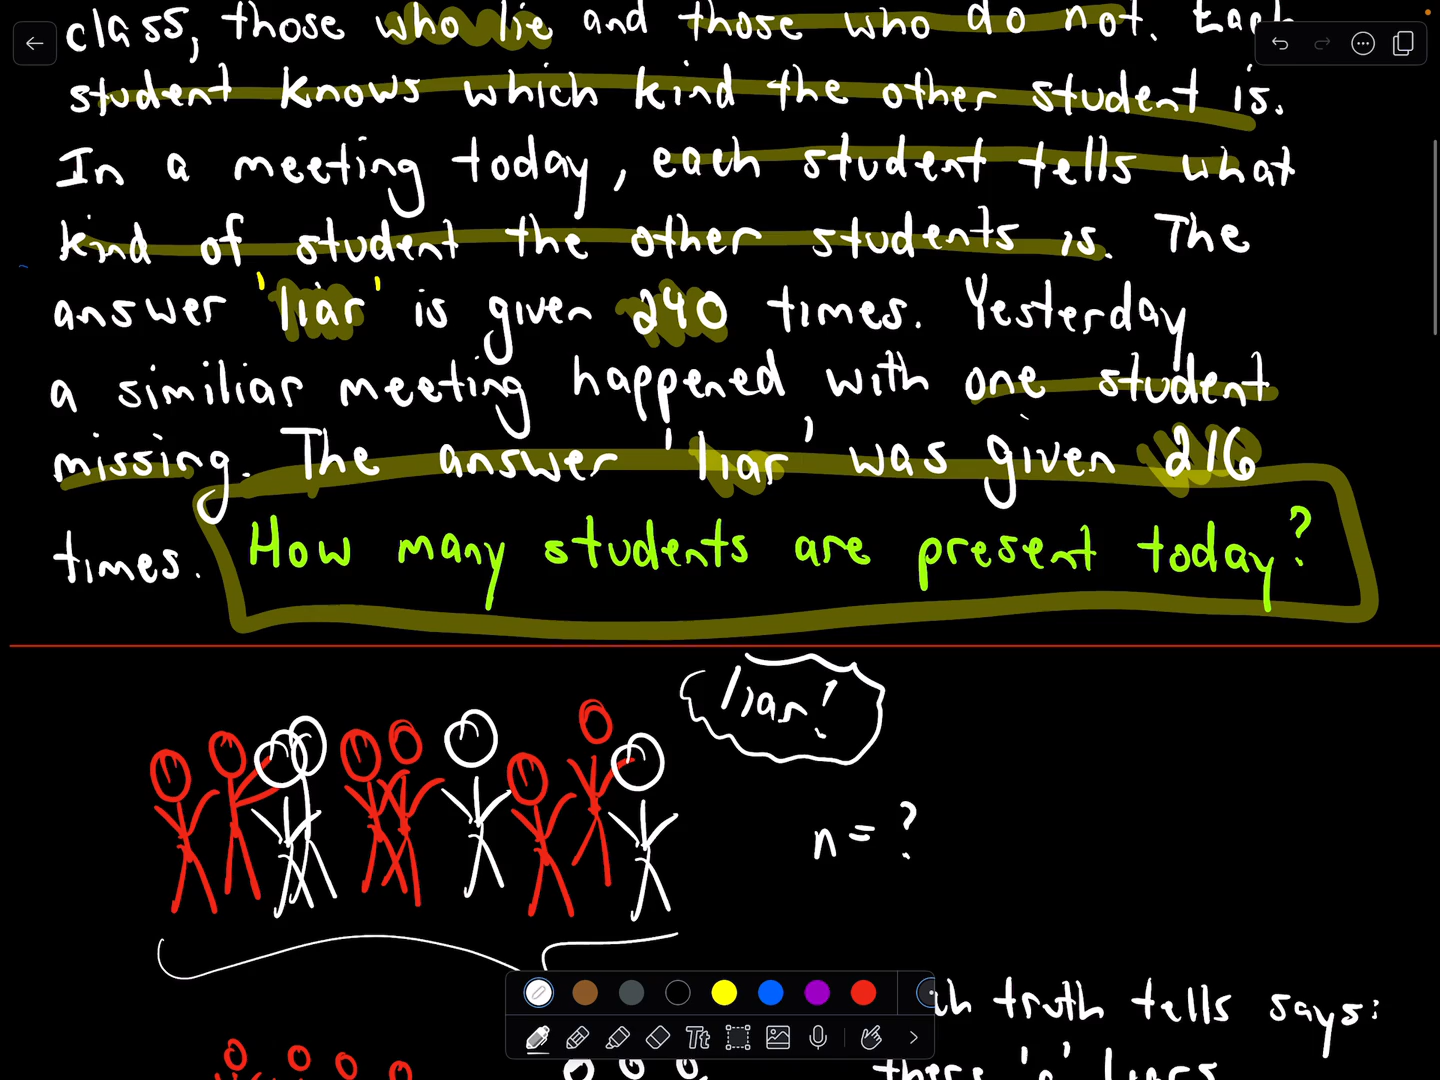 class, those who lie and those who do not. Each
student knows which kind the other student is.
In a meeting today, each student tells what
kind of student the other students is. The
answer 'liar' is given 240 times. Yesterday
a similiar meeting happened with one student
missing. The answer 'liar' was given 216
times. How many students are present today?
liar!
n = ?
truth tells says:
Tt
liars